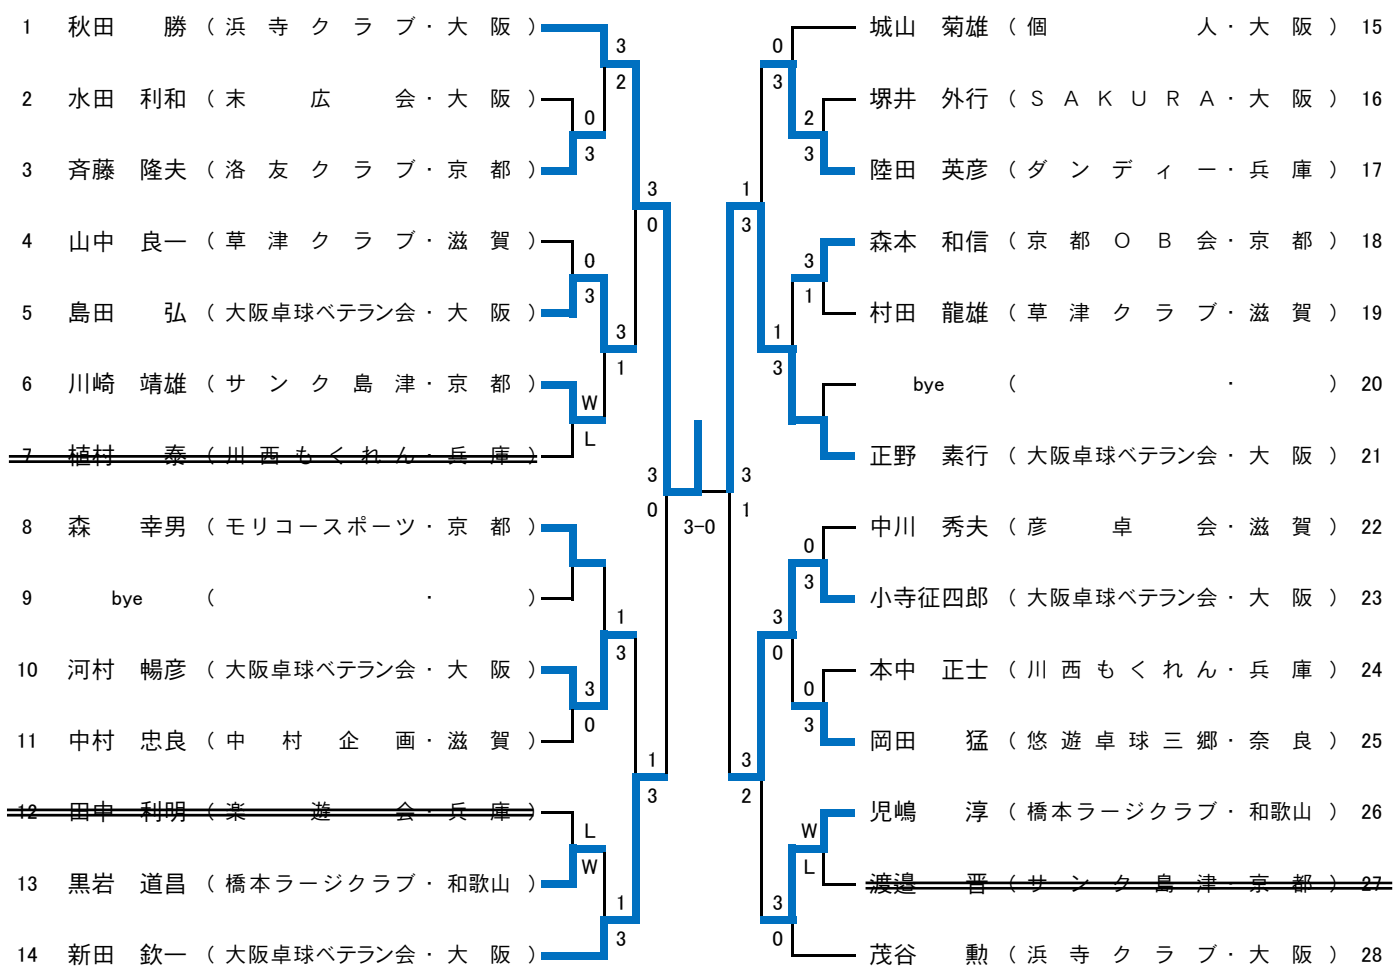 1 秋田 勝 (浜寺クラブ・大阪)
2 水田 利和 (末広会・大阪)
3 斉藤 隆夫 (洛友クラブ・京都)
4 山中 良一 (草津クラブ・滋賀)
5 島田 弘 (大阪卓球ベテラン会・大阪)
6 川崎 靖雄 (サンク島津・京都)
7 植村 泰 (川西もくれん・兵庫)
8 森 幸男 (モリコースポーツ・京都)
9 bye ( ・ )
10 河村 暢彦 (大阪卓球ベテラン会・大阪)
11 中村 忠良 (中村企画・滋賀)
12 田中 利明 (楽遊会・兵庫)
13 黒岩 道昌 (橋本ラージクラブ・和歌山)
14 新田 欽一 (大阪卓球ベテラン会・大阪)
3
2
0
3
3
0
0
3
3
1
W
L
3
0
1
3
3
0
1
3
L
W
1
3
3-0
0
3
2
3
1
3
3
1
1
3
3
1
0
3
3
0
0
3
3
2
W
L
3
0
城山 菊雄 (個人・大阪) 15
堺井 外行 (SAKURA・大阪) 16
陸田 英彦 (ダンディー・兵庫) 17
森本 和信 (京都OB会・京都) 18
村田 龍雄 (草津クラブ・滋賀) 19
bye ( ・ ) 20
正野 素行 (大阪卓球ベテラン会・大阪) 21
中川 秀夫 (彦卓会・滋賀) 22
小寺征四郎 (大阪卓球ベテラン会・大阪) 23
本中 正士 (川西もくれん・兵庫) 24
岡田 猛 (悠遊卓球三郷・奈良) 25
児嶋 淳 (橋本ラージクラブ・和歌山) 26
渡邉 晋 (サンク島津・京都) 27
茂谷 勲 (浜寺クラブ・大阪) 28